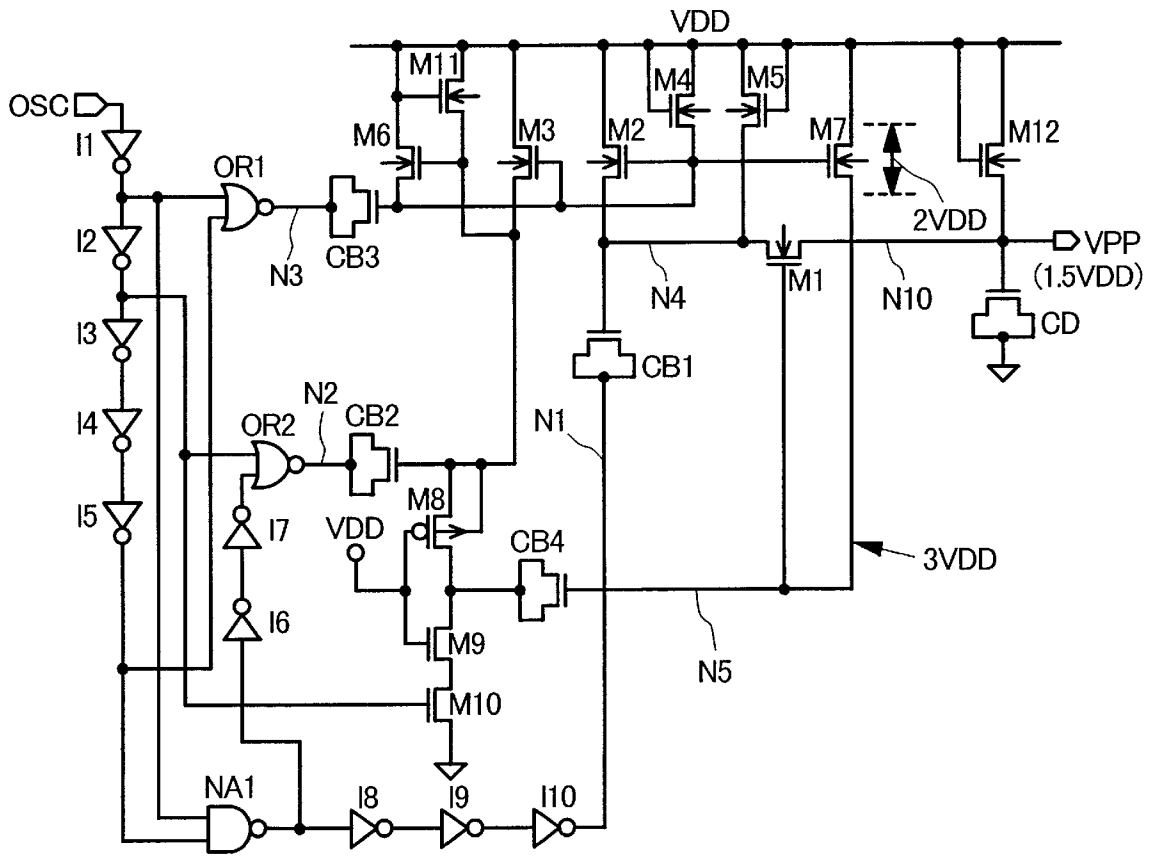 VDD
OSC
M11
M4
M5
I1
M6
M3
M2
M7
M12
OR1
I2
CB3
N3
2VDD
VPP
(1.5VDD)
M1
N4
N10
I3
CB1
CD
I4
OR2
N2
CB2
N1
I5
I7
M8
VDD
CB4
3VDD
I6
M9
N5
M10
NA1
I8
I9
I10